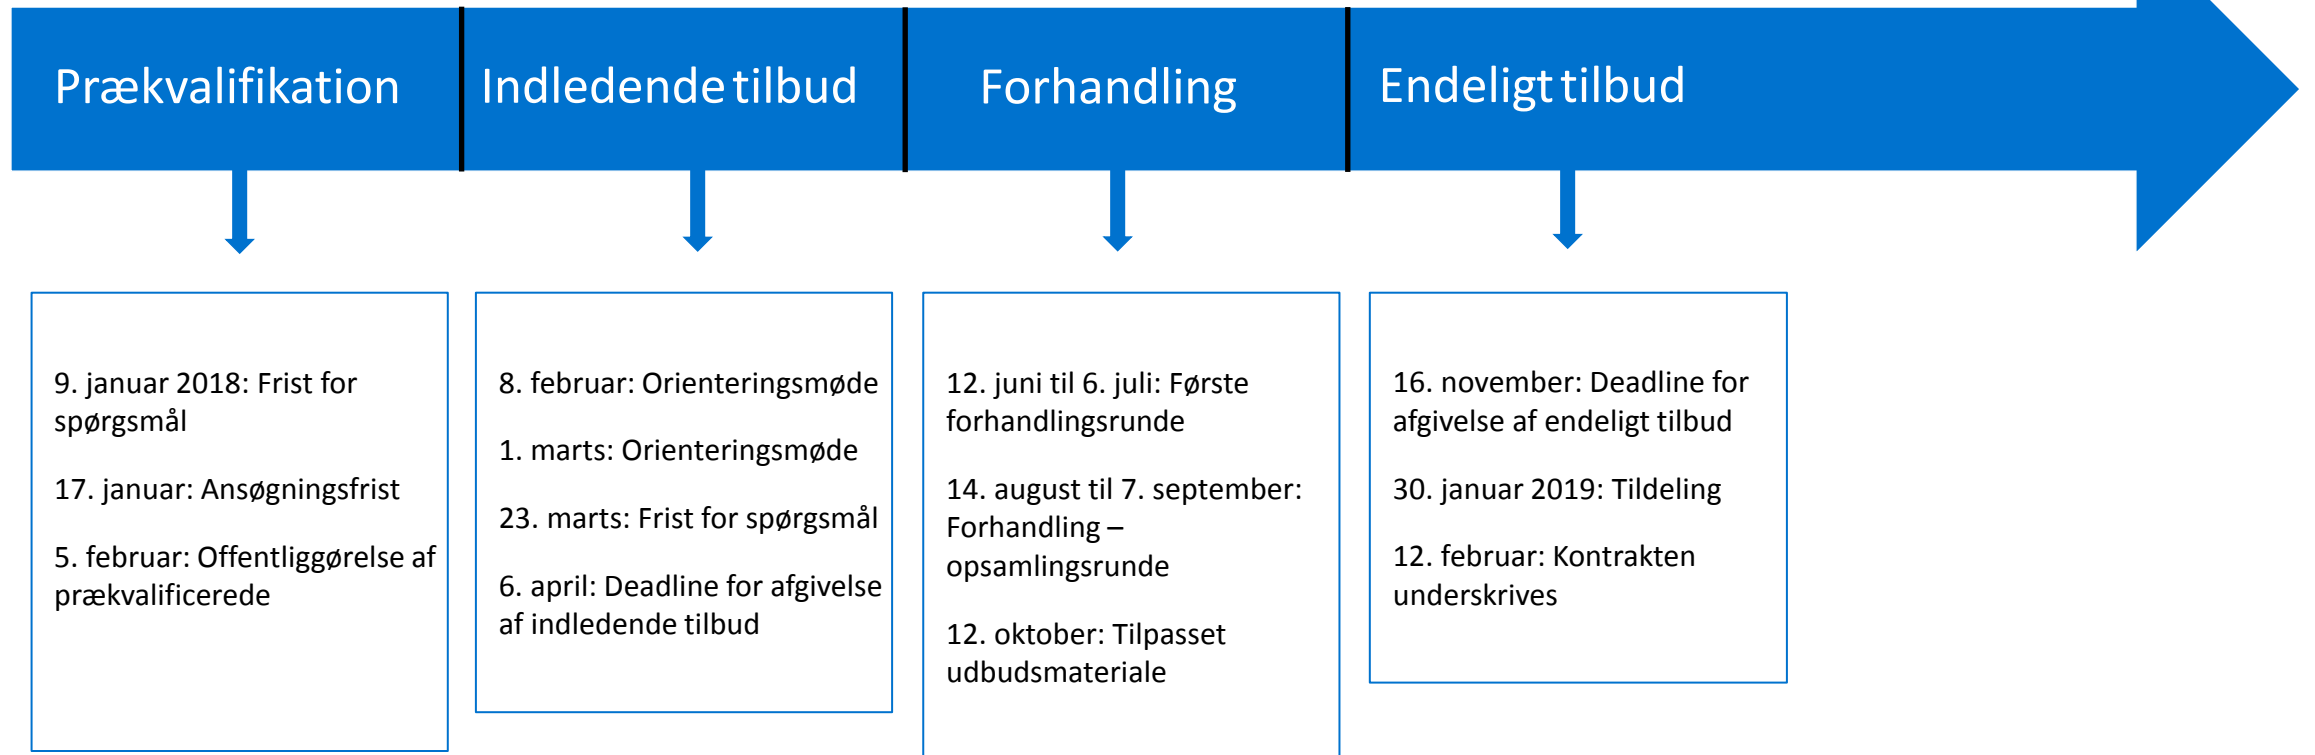 Prækvalifikation
Indledende tilbud
Forhandling
Endeligt tilbud
9. januar 2018: Frist for
spørgsmål
17. januar: Ansøgningsfrist
5. februar: Offentliggørelse af
prækvalificerede
8. februar: Orienteringsmøde
1. marts: Orienteringsmøde
23. marts: Frist for spørgsmål
6. april: Deadline for afgivelse
af indledende tilbud
12. juni til 6. juli: Første
forhandlingsrunde
14. august til 7. september:
Forhandling –
opsamlingsrunde
12. oktober: Tilpasset
udbudsmateriale
16. november: Deadline for
afgivelse af endeligt tilbud
30. januar 2019: Tildeling
12. februar: Kontrakten
underskrives